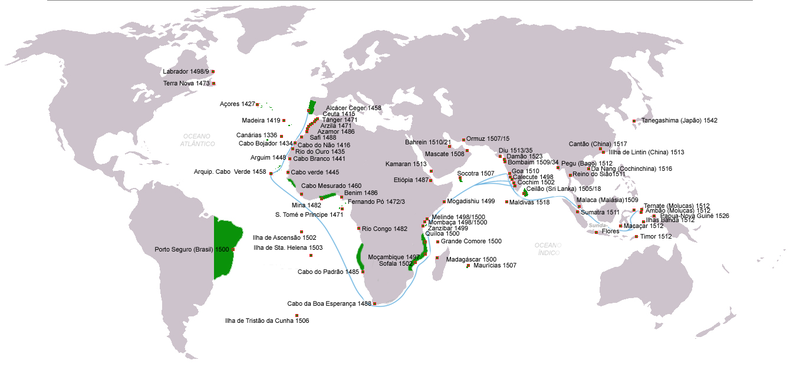 Labrador 1498/9
Terra Nova 1473
Açores 1427
Madeira 1419
Canárias 1336
Cabo Bojador 1434
Arguim 1448
Arquip. Cabo Verde 1458
OCEANO
ATLÂNTICO
Alcácer Ceger 1458
Ceuta 1415
Tânger 1471
Arzila 1471
Azamor 1486
Safi 1488
Cabo do Não 1416
Rio do Ouro 1435
Cabo Branco 1441
Cabo verde 1445
Cabo Mesurado 1460
Mina 1482
Benim 1486
Fernando Pó 1472/3
S. Tomé e Príncipe 1471
Ilha de Ascensão 1502
Ilha de Sta. Helena 1503
Porto Seguro (Brasil) 1500
Rio Congo 1482
Cabo do Padrão 1485
Cabo da Boa Esperança 1488
Ilha de Tristão da Cunha 1506
Bahrein 1510/21
Ormuz 1507/15
Mascate 1508
Kamaran 1513
Etiópia 1487
Socotra 1507
Mogadishu 1499
Melinde 1498/1500
Mombaça 1498/1500
Zanzibar 1499
Quíloa 1500
Grande Comore 1500
Moçambique 1497
Sofala 1502
Madagáscar 1500
Maurícias 1507
OCEANO
ÍNDICO
Diu 1513/35
Damão 1523
Bombaim 1509/34
Goa 1510
Calecute 1498
Cochim 1502
Ceilão (Sri Lanka) 1505/18
Maldivas 1518
Tanegashima (Japão) 1542
Cantão (China) 1517
Ilha de Lintin (China) 1513
Pegu (Bago) 1512
Da Nang (Cochinchina) 1516
Reino do Sião 1511
Malaca (Malásia) 1509
Sumatra 1511
Sunda
Flores
Ternate (Molucas) 1512
Ambão (Molucas) 1512
Papua-Nova Guiné 1526
Ilhas Banda 1512
Macaçar 1512
Timor 1512